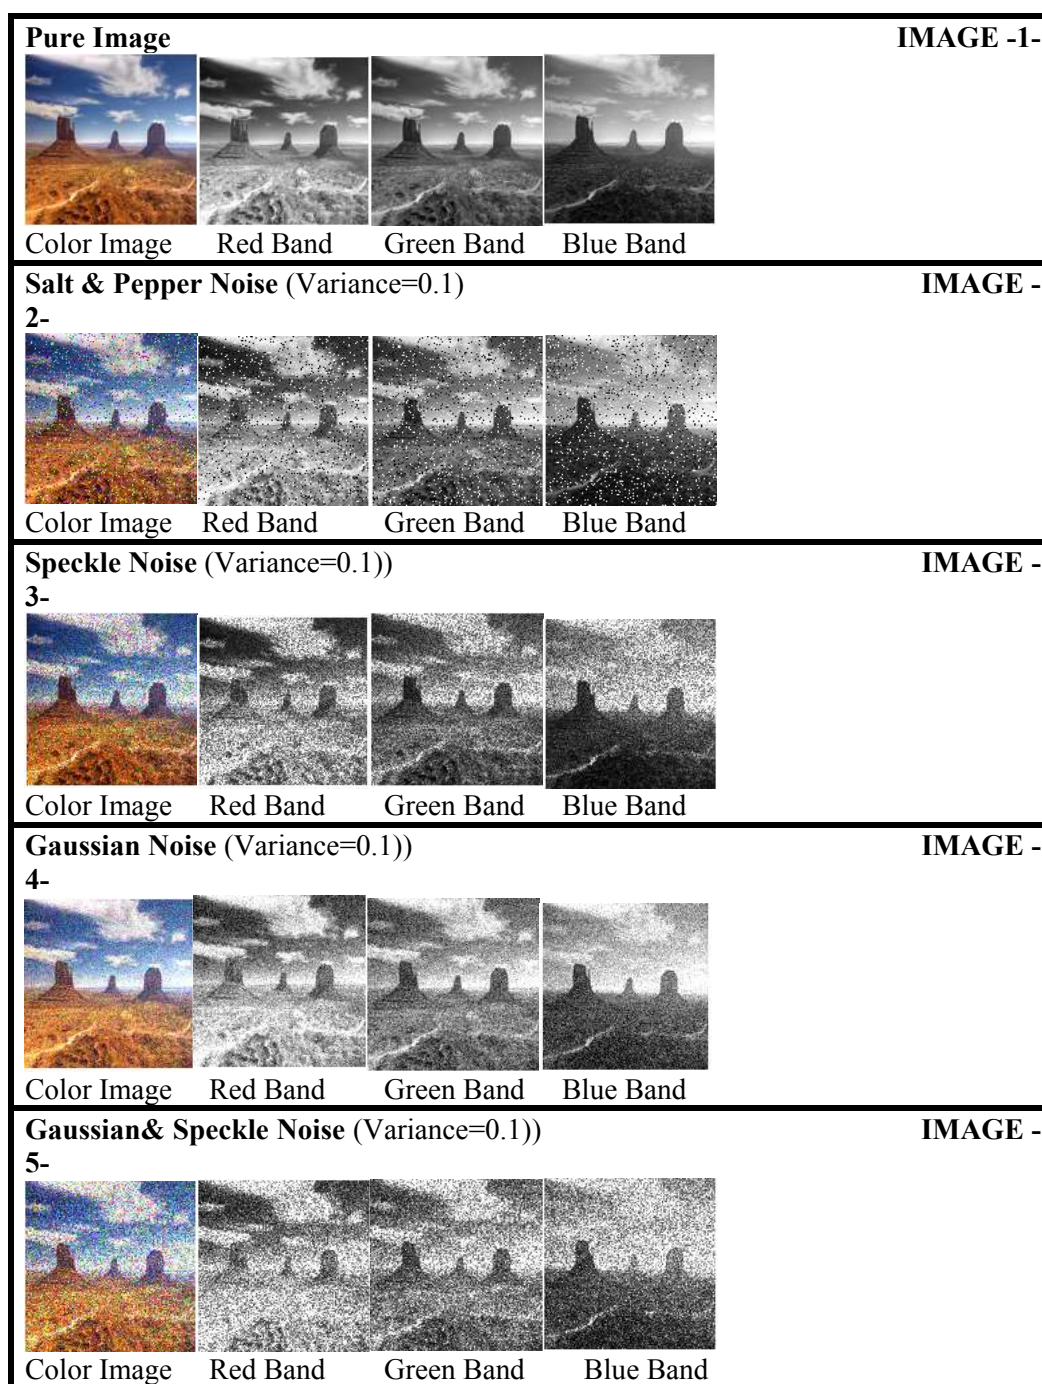 Pure Image IMAGE -1-
Color Image Red Band Green Band Blue Band
Salt & Pepper Noise (Variance=0.1) IMAGE -
2-
Color Image Red Band Green Band Blue Band
Speckle Noise (Variance=0.1)) IMAGE -
3-
Color Image Red Band Green Band Blue Band
Gaussian Noise (Variance=0.1)) IMAGE -
4-
Color Image Red Band Green Band Blue Band
Gaussian& Speckle Noise (Variance=0.1)) IMAGE -
5-
Color Image Red Band Green Band Blue Band